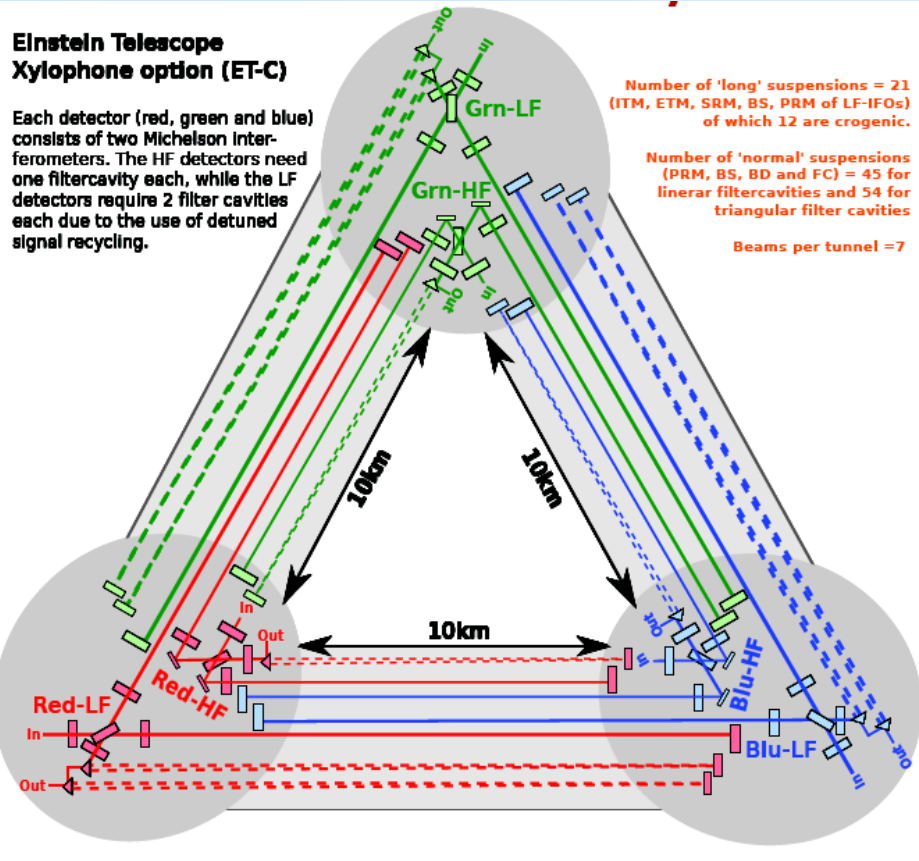 Einstein Telescope
Xylophone option (ET-C)
Each detector (red, green and blue)
consists of two Michelson inter-
ferometers. The HF detectors need
one filtercavity each, while the LF
detectors require 2 filter cavities
each due to the use of detuned
signal recycling.
Number of 'long' suspensions = 21
(ITM, ETM, SRM, BS, PRM of LF-IFOs)
of which 12 are crogenic.
Number of 'normal' suspensions
(PRM, BS, BD and FC) = 45 for
linerar filtercavities and 54 for
triangular filter cavities
Beams per tunnel =7
Out
In
Grn-LF
Grn-HF
Out
In
10km
10km
10km
In
Out
Red-HF
Red-LF
In
Out
Out
In
Blu-HF
Blu-LF
In
Out